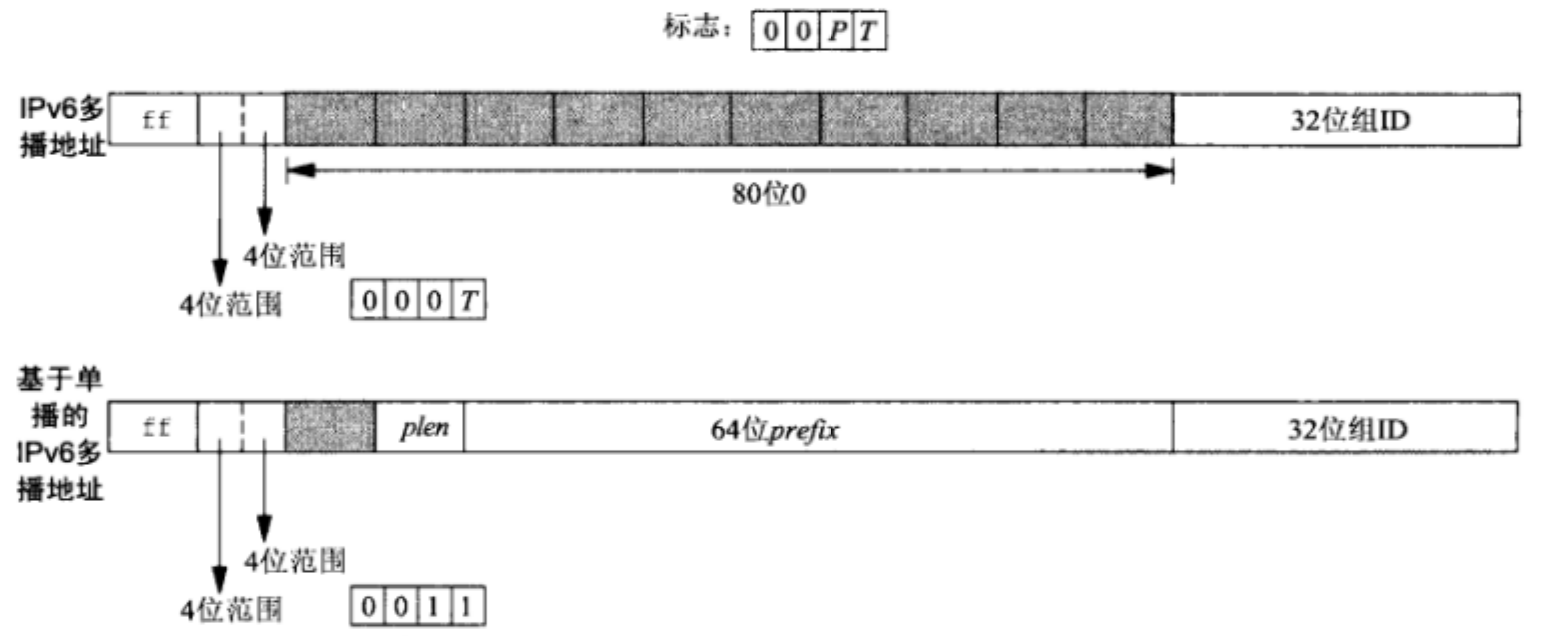 标志： 0 0 P T
IPv6多
播地址
ff
32位组ID
80位0
4位范围
4位范围
0 0 0 T
基于单
播的
IPv6多
播地址
ff
plen
64位prefix
32位组ID
4位范围
4位范围
0 0 1 1